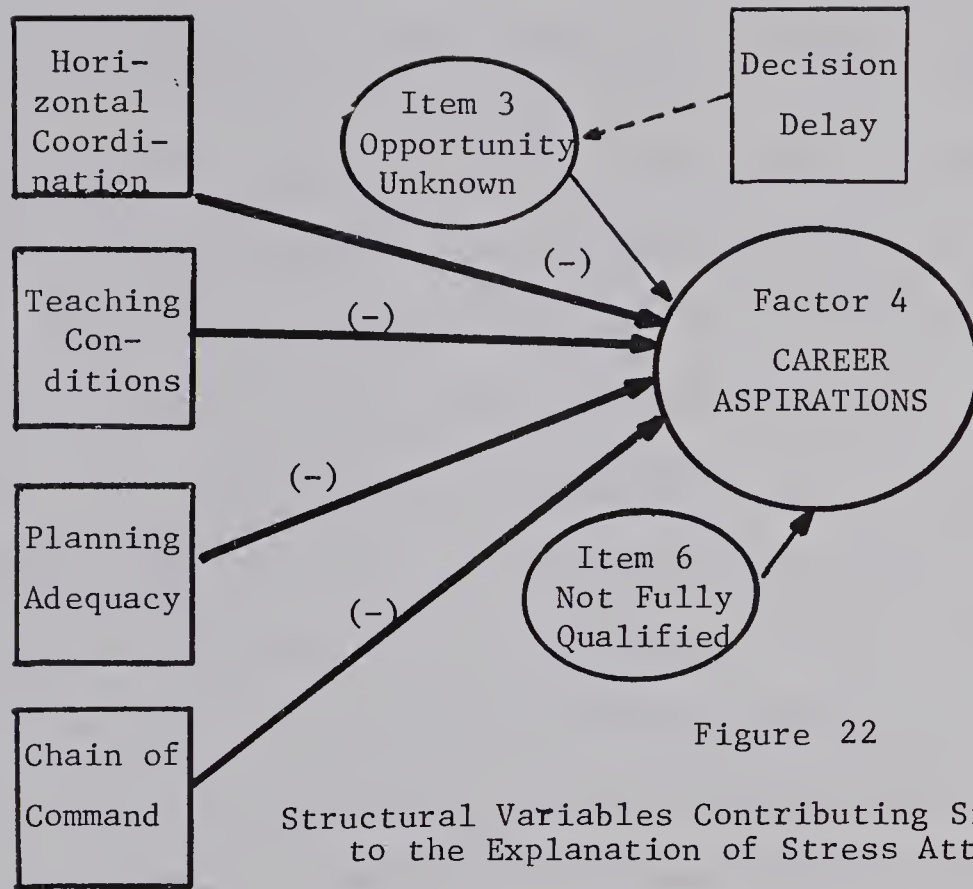 Hori-
zontal
Coordi-
nation
Item 3
Opportunity
Unknown
Decision
Delay
(-)
Teaching
Con-
ditions
(-)
Factor 4
CAREER
ASPIRATIONS
Planning
Adequacy
(-)
Item 6
Not Fully
Qualified
(-)
Chain of
Command
Figure 22
Structural Variables Contributing
to the Explanation of Stress